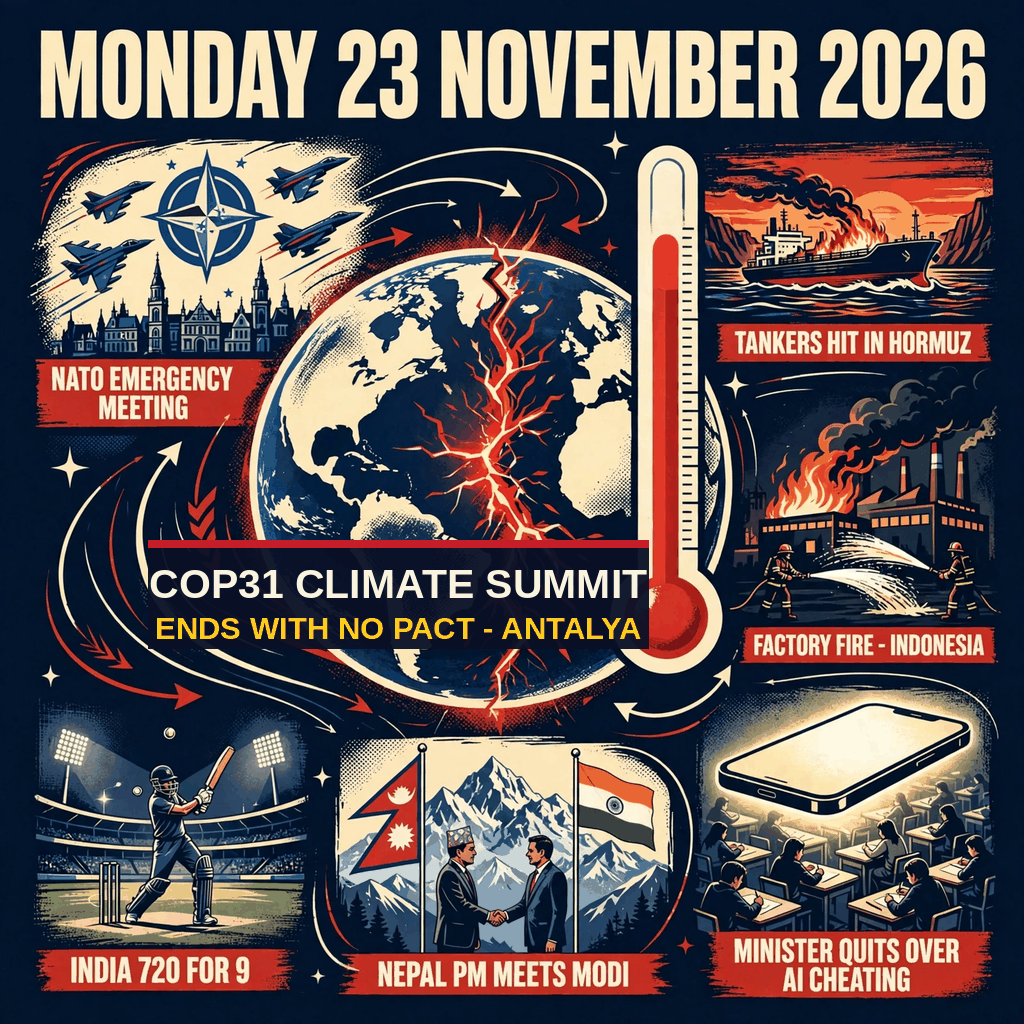 MONDAY 23 NOVEMBER 2026
NATO EMERGENCY
MEETING
TANKERS HIT IN HORMUZ
COP31 CLIMATE SUMMIT
ENDS WITH NO PACT - ANTALYA
FACTORY FIRE - INDONESIA
INDIA 720 FOR 9
NEPAL PM MEETS MODI
MINISTER QUITS OVER
AI CHEATING